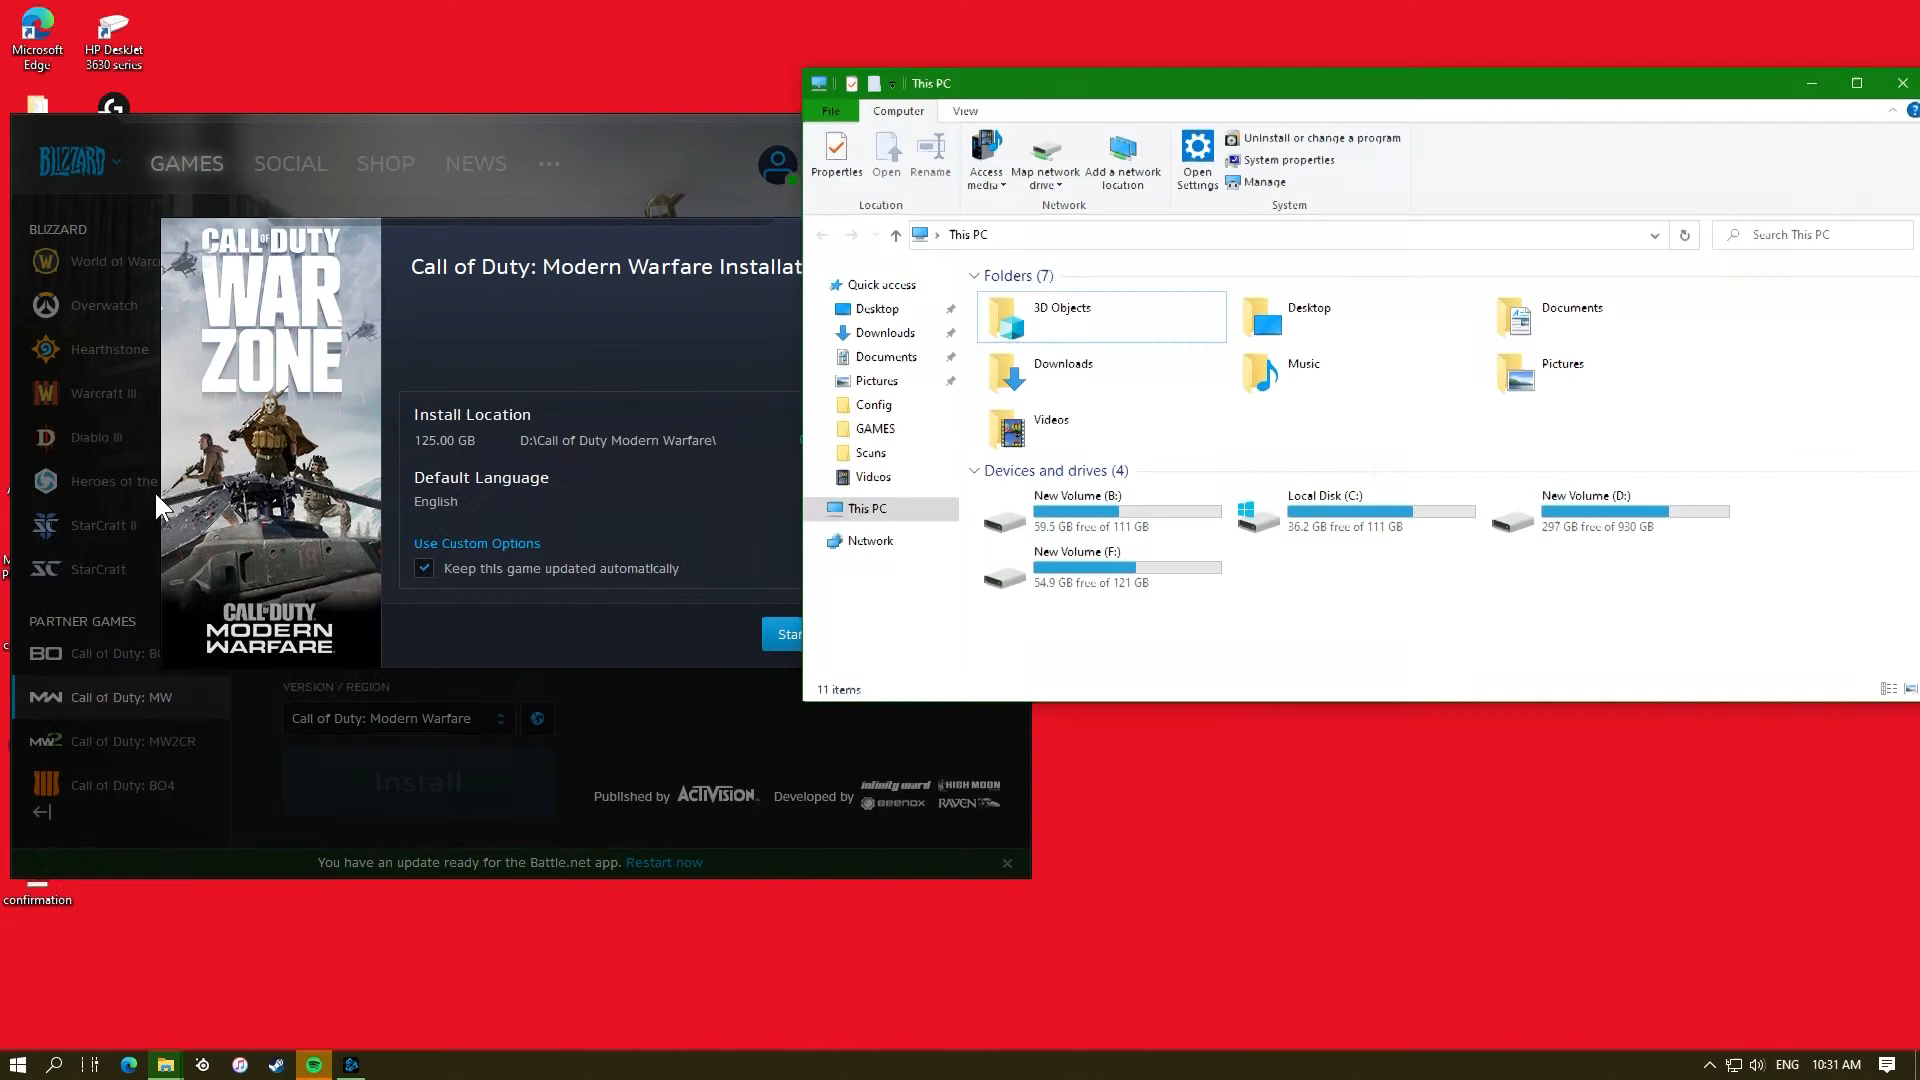 Microsoft
Edge
HP DeskJet
3630 series
confirmation
BLIZZARD
GAMES
SOCIAL
SHOP
NEWS
•••
BLIZZARD
World of Warc
Overwatch
Hearthstone
Warcraft III
Diablo III
Heroes of the
StarCraft II
StarCraft
PARTNER GAMES
Call of Duty: BO
Call of Duty: MW
Call of Duty: MW2CR
Call of Duty: BO4
CALL OF DUTY
WAR
ZONE
CALL OF DUTY
MODERN
WARFARE
Call of Duty: Modern Warfare Installat
Install Location
125.00 GB D:\Call of Duty Modern Warfare\
Default Language
English
Use Custom Options
Keep this game updated automatically
Star
VERSION / REGION
Call of Duty: Modern Warfare
Install
Published by ACTIVISION. Developed by
infinity ward HIGH MOON
BEENOX RAVEN
You have an update ready for the Battle.net app. Restart now
This PC
File
Computer
View
Properties
Open
Rename
Location
Access
media
Map network
drive
Add a network
location
Network
Open
Settings
Uninstall or change a program
System properties
Manage
System
This PC
Search This PC
Quick access
Desktop
Downloads
Documents
Pictures
Config
GAMES
Scans
Videos
This PC
Network
Folders (7)
3D Objects
Desktop
Documents
Downloads
Music
Pictures
Videos
Devices and drives (4)
New Volume (B:)
59.5 GB free of 111 GB
Local Disk (C:)
36.2 GB free of 111 GB
New Volume (D:)
297 GB free of 930 GB
New Volume (F:)
54.9 GB free of 121 GB
11 items
ENG
10:31 AM